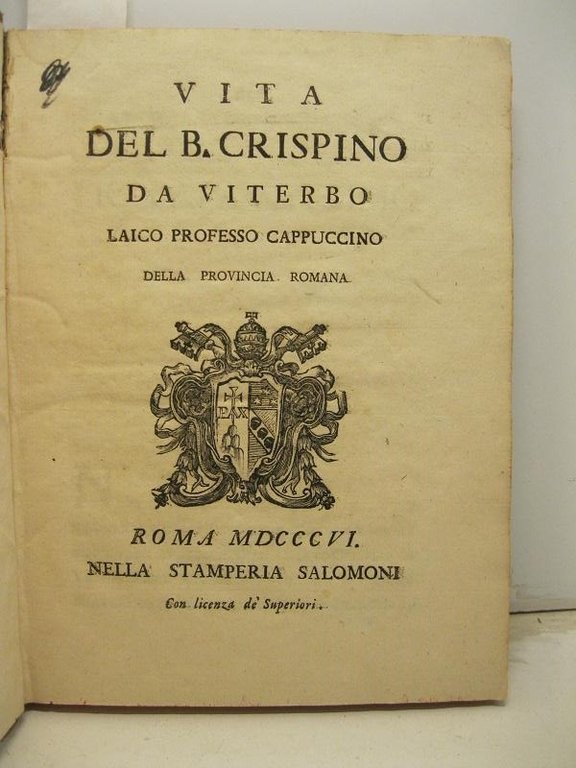 VITA
DEL B. CRISPINO
DA VITERBO
LAICO PROFESSO CAPPUCCINO
DELLA PROVINCIA ROMANA
PAX
ROMA MDCCCVI.
NELLA STAMPERIA SALOMONI
Con licenza de' Superiori.